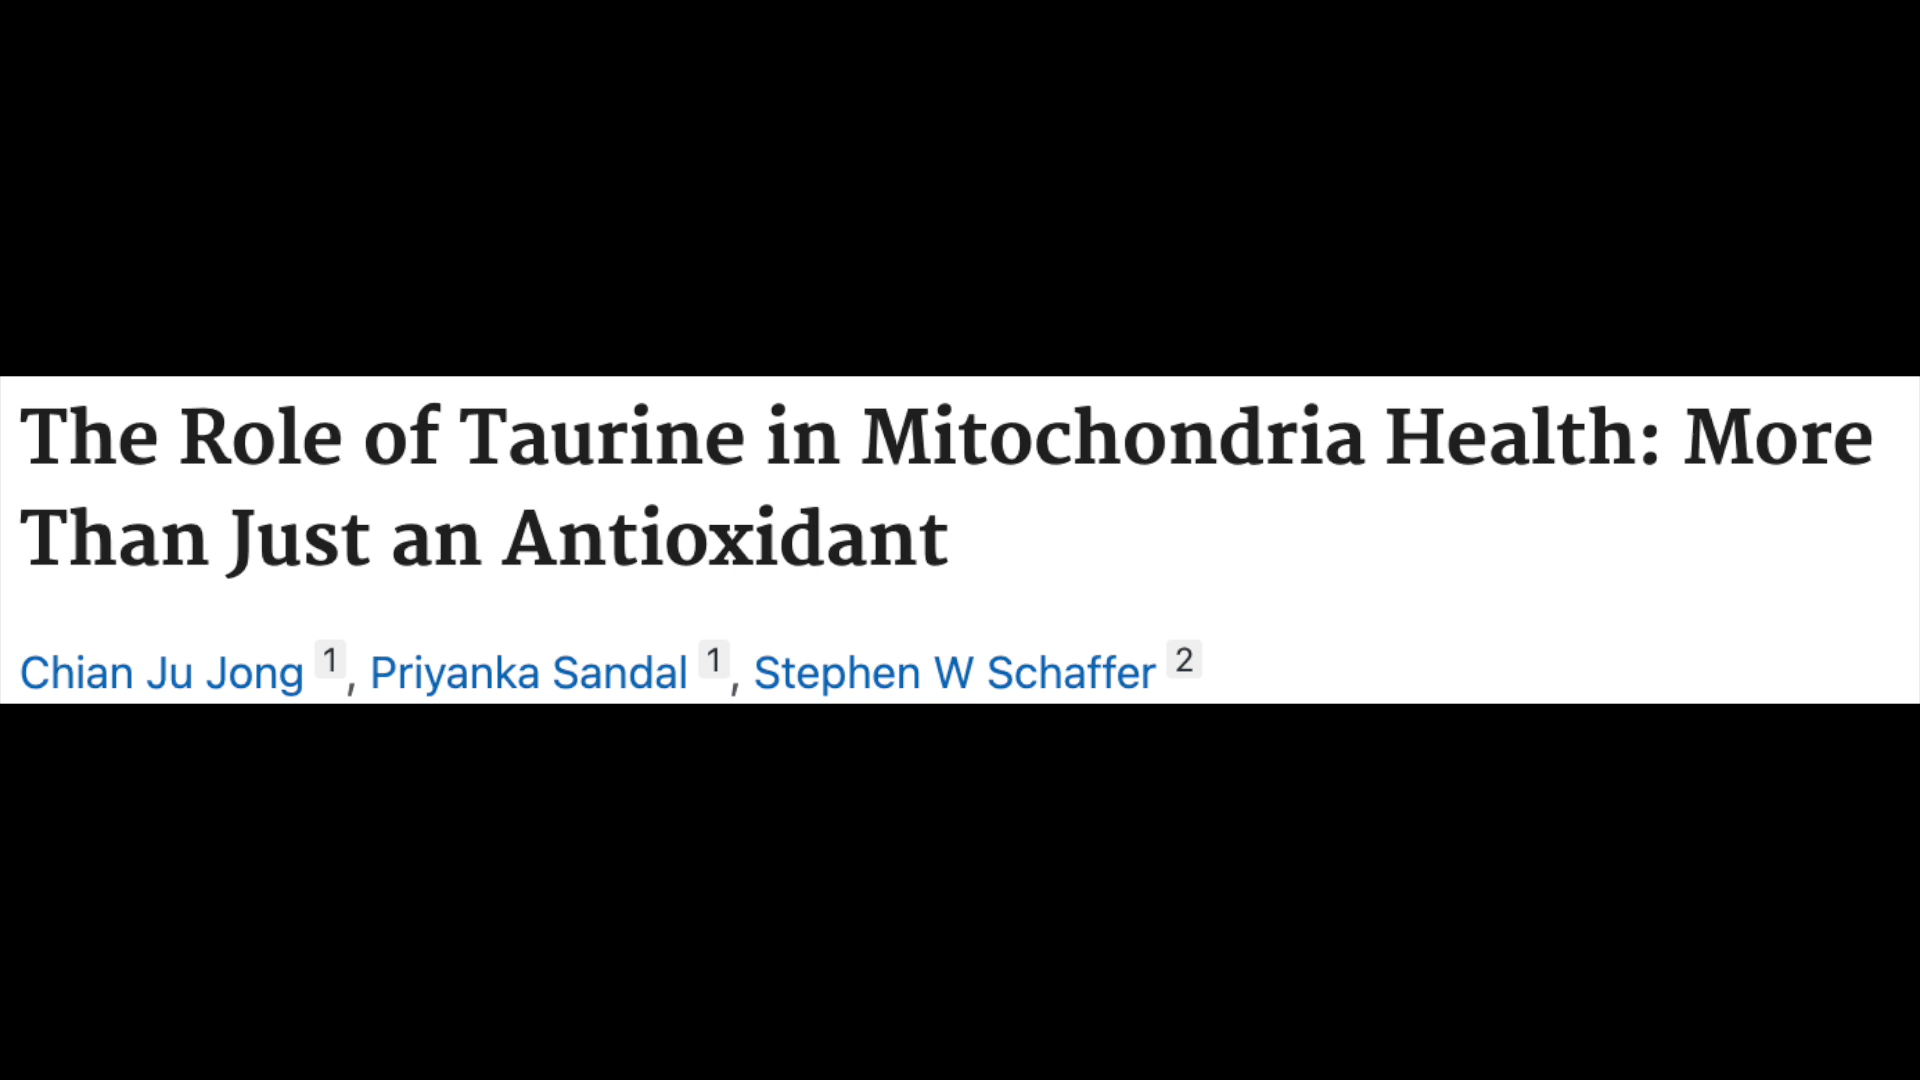 The Role of Taurine in Mitochondria Health: More
Than Just an Antioxidant
Chian Ju Jong 1, Priyanka Sandal 1, Stephen W Schaffer 2